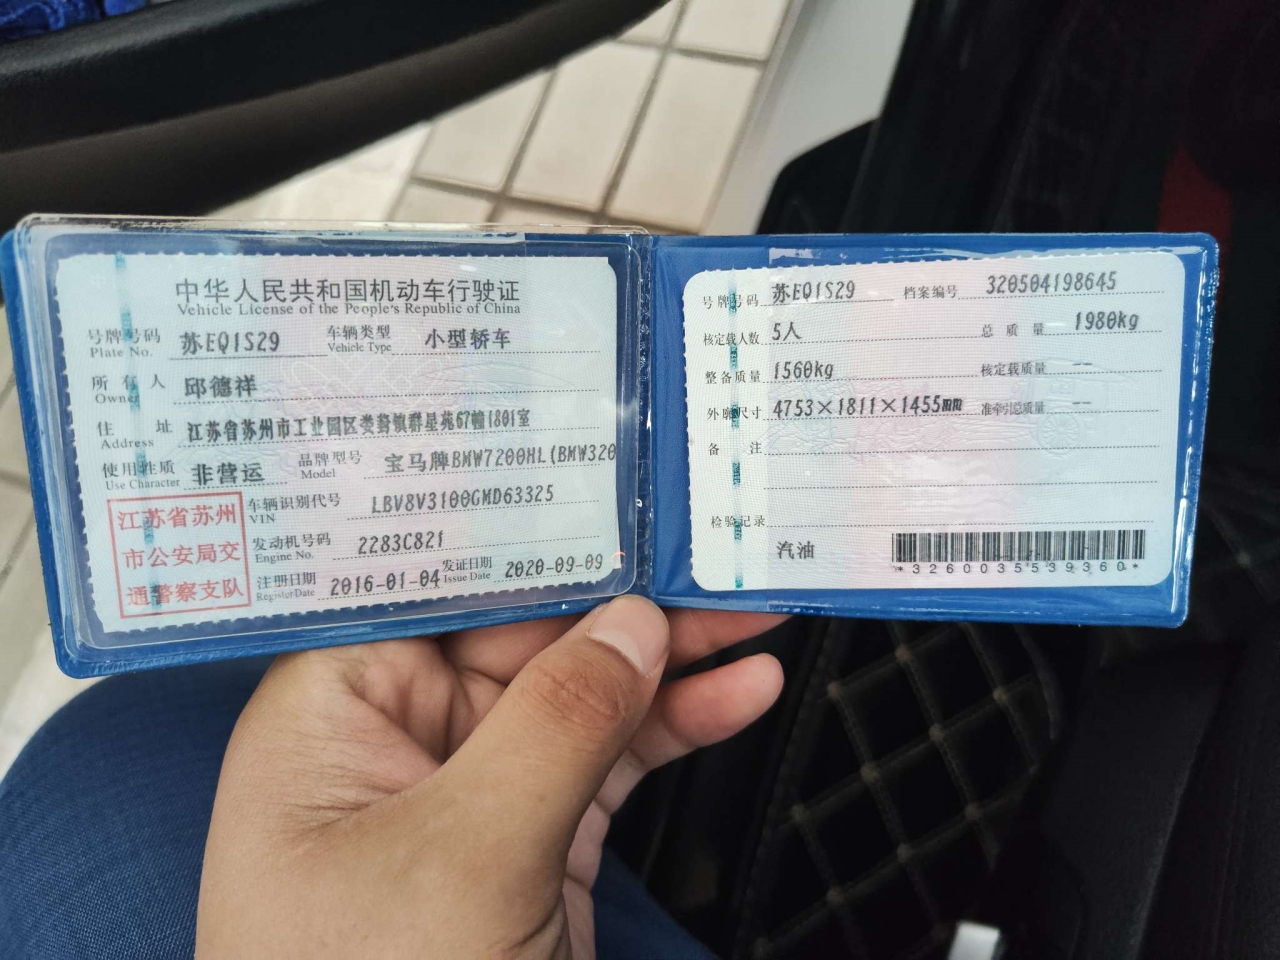 中华人民共和国机动车行驶证
Vehicle License of the People's Republic of China
号牌号码 苏EQ1S29 车辆类型 小型轿车
Plate No. Vehicle Type
所有人 邱德祥
Owner
住址 江苏省苏州市工业园区娄葑镇群星苑67幢1801室
Address
使用性质 非营运 品牌型号 宝马牌BMW7200HL(BMW320
Use Character Model
江苏省苏州
市公安局交
通警察支队
车辆识别代号 LBV8V3100GMD63325
VIN
发动机号码 2283C82f
Engine No.
注册日期 2016-01-04 发证日期 2020-09-09
Register Date Issue Date
号牌号码 苏EQ1S29 档案编号 320504198645
核定载人数 5人 总质量 1980kg
整备质量 1560kg 核定载质量 --
外廓尺寸 4753×1811×1455mm 准牵引总质量 --
备注
检验记录
汽油
*3260035539360*